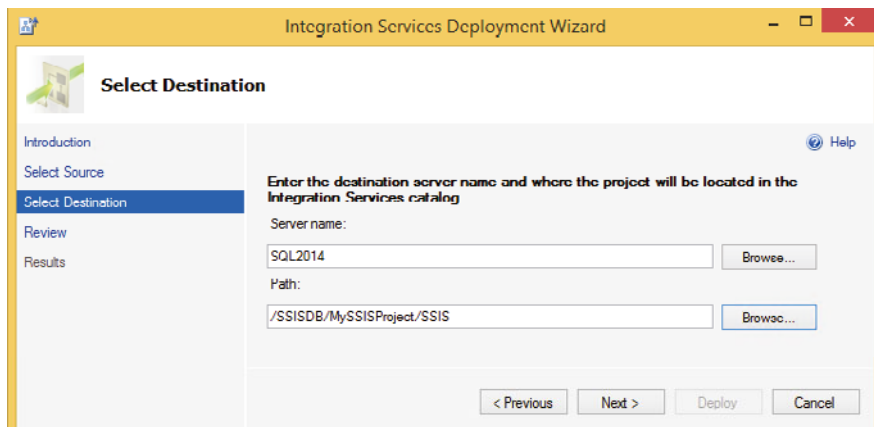 Integration Services Deployment Wizard
Select Destination
Introduction
Help
Select Source
Enter the destination server name and where the project will be located in the
Integration Services catalog
Select Destination
Server name:
Review
SQL2014
Browse...
Results
Path:
/SSISDB/MySSISProject/SSIS
Browse...
< Previous
Next >
Deploy
Cancel